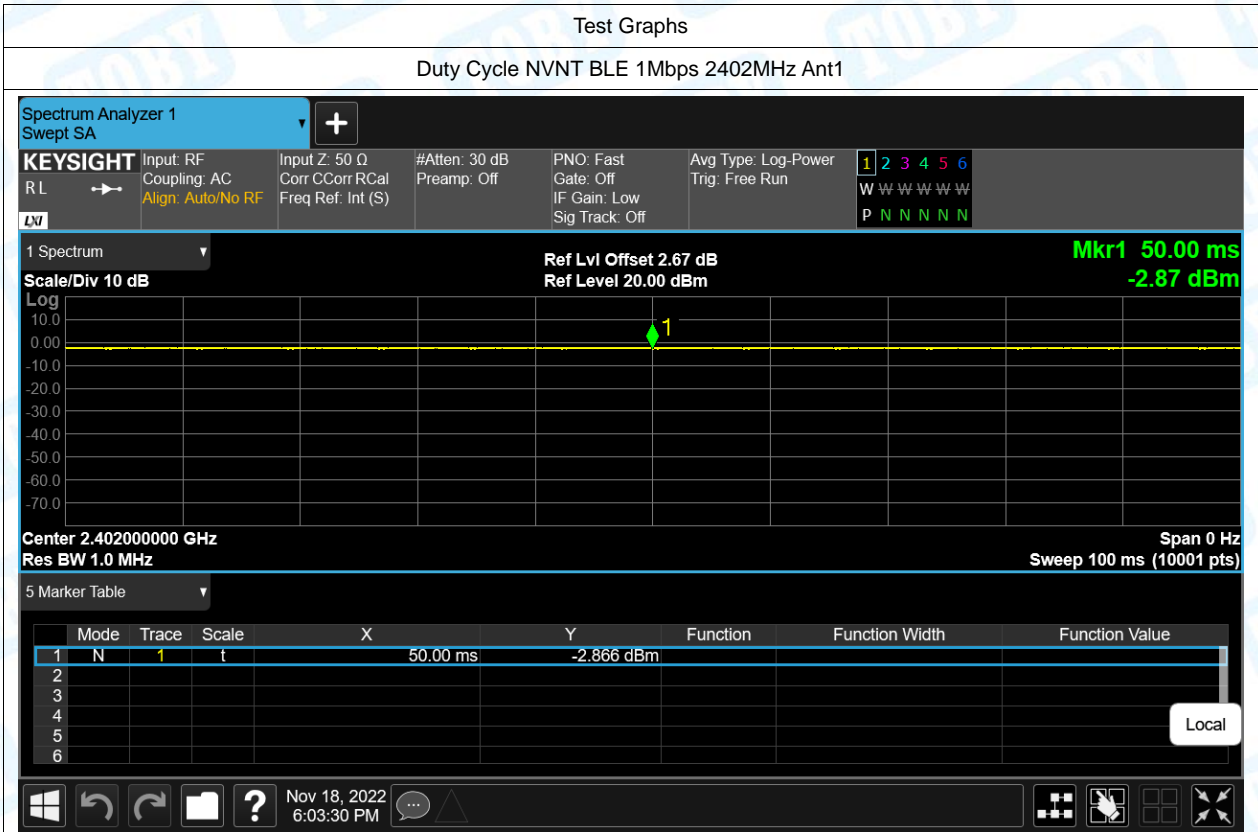 Test Graphs
Duty Cycle NVNT BLE 1Mbps 2402MHz Ant1
Spectrum Analyzer 1
Swept SA
KEYSIGHT
R L
LXI
Input: RF
Coupling: AC
Align: Auto/No RF
Input Z: 50 Ω
Corr CCorr RCal
Freq Ref: Int (S)
#Atten: 30 dB
Preamp: Off
PNO: Fast
Gate: Off
IF Gain: Low
Sig Track: Off
Avg Type: Log-Power
Trig: Free Run
1 2 3 4 5 6
W W W W W W
P N N N N N
1 Spectrum
Scale/Div 10 dB
Ref Lvl Offset 2.67 dB
Ref Level 20.00 dBm
Mkr1 50.00 ms
-2.87 dBm
Log
10.0
0.00
-10.0
-20.0
-30.0
-40.0
-50.0
-60.0
-70.0
1
Center 2.402000000 GHz
Res BW 1.0 MHz
Span 0 Hz
Sweep 100 ms (10001 pts)
5 Marker Table
Mode Trace Scale X Y Function Function Width Function Value
1 N 1 t 50.00 ms -2.866 dBm
2
3
4
5
6
Local
?
Nov 18, 2022
6:03:30 PM
TOBY